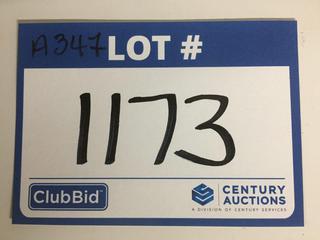 A347 LOT #
1173
ClubBid
CENTURY
AUCTIONS
A DIVISION OF CENTURY SERVICES